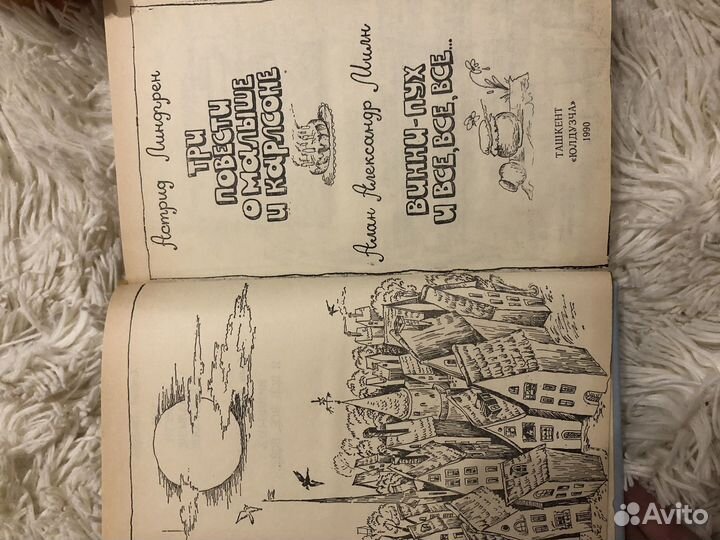 Астрид Линдгрен
ТРИ
ПОВЕСТИ
О МАЛЫШЕ
И КАРЛСОНЕ
Алан Александр Милн
ВИННИ-ПУХ
И ВСЕ, ВСЕ, ВСЕ...
ТАШКЕНТ
«ЮЛДУЗЧА»
1990
Avito